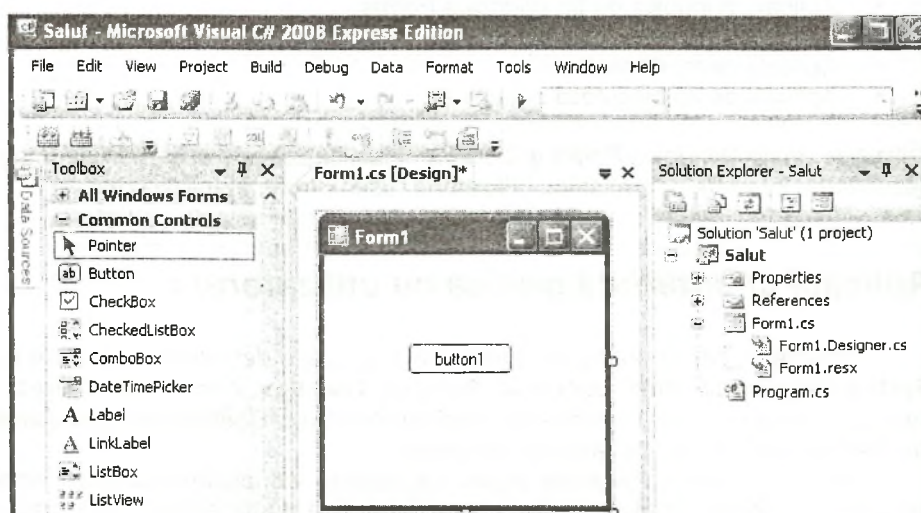 Salut - Microsoft Visual C# 2008 Express Edition
File Edit View Project Build Debug Data Format Tools Window Help
Data Sources
Toolbox
All Windows Forms
Common Controls
Pointer
Button
CheckBox
CheckedListBox
ComboBox
DateTimePicker
Label
LinkLabel
ListBox
ListView
Form1.cs [Design]*
Form1
button1
Solution Explorer - Salut
Solution 'Salut' (1 project)
Salut
Properties
References
Form1.cs
Form1.Designer.cs
Form1.resx
Program.cs